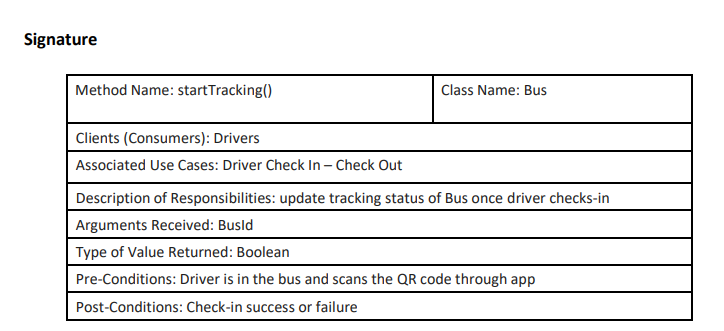 Signature
Method Name: startTracking()
Class Name: Bus
Clients (Consumers): Drivers
Associated Use Cases: Driver Check In – Check Out
Description of Responsibilities: update tracking status of Bus once driver checks-in
Arguments Received: BusId
Type of Value Returned: Boolean
Pre-Conditions: Driver is in the bus and scans the QR code through app
Post-Conditions: Check-in success or failure